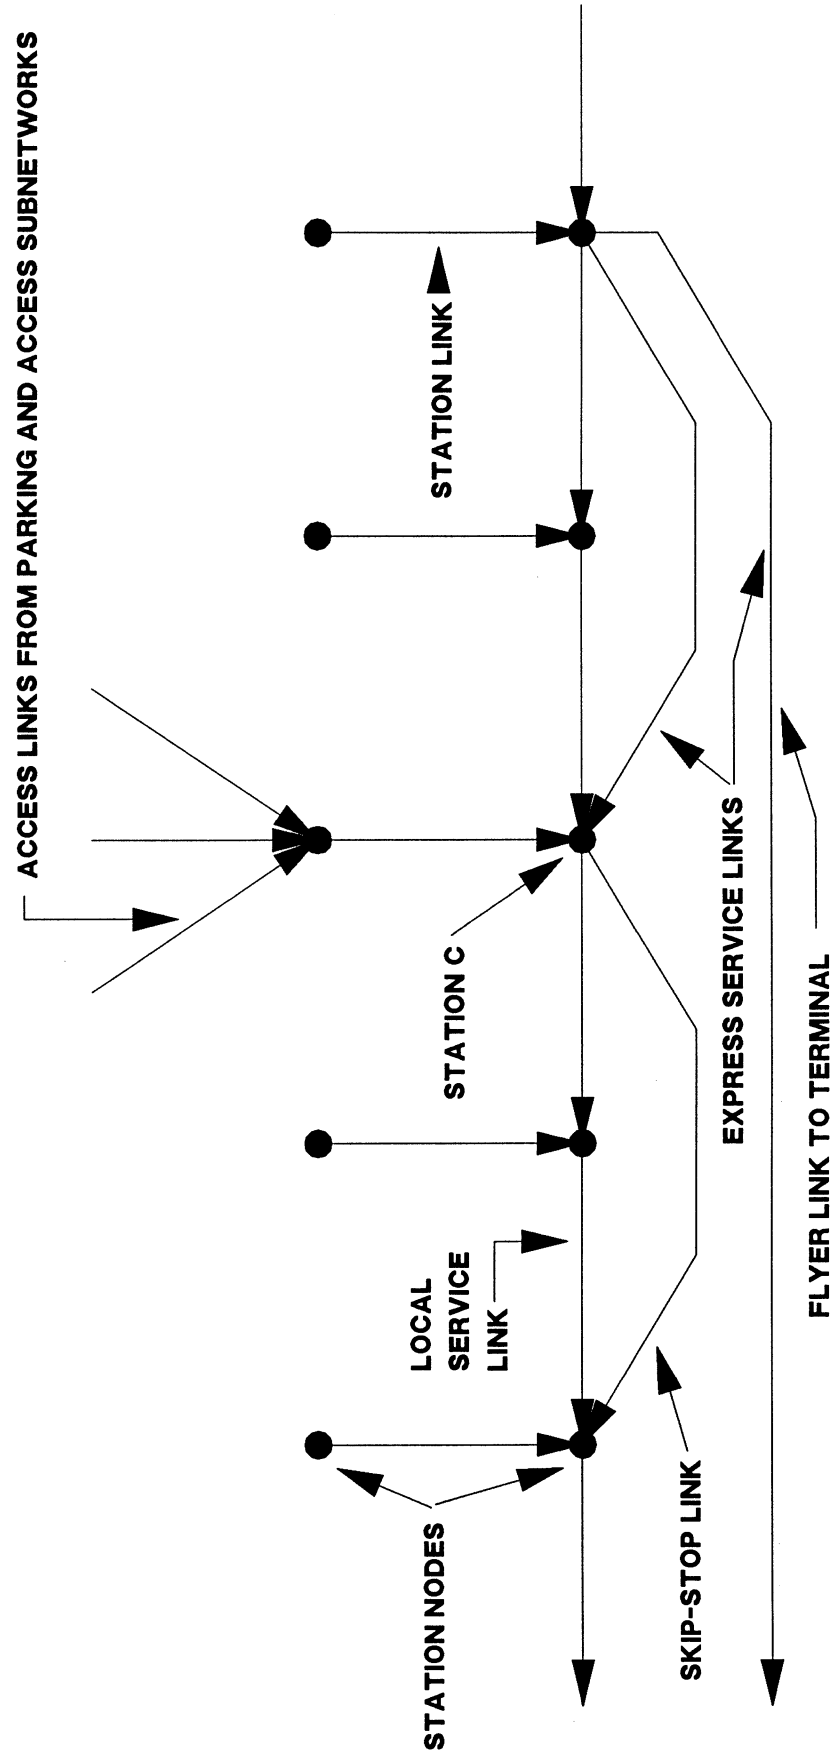 ACCESS LINKS FROM PARKING AND ACCESS SUBNETWORKS
STATION LINK
STATION C
LOCAL
SERVICE
LINK
STATION NODES
EXPRESS SERVICE LINKS
SKIP-STOP LINK
FLYER LINK TO TERMINAL